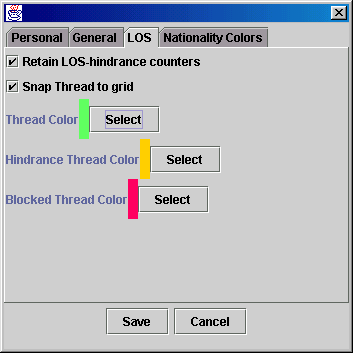 Personal General LOS Nationality Colors
Retain LOS-hindrance counters
Snap Thread to grid
Thread Color Select
Hindrance Thread Color Select
Blocked Thread Color Select
Save Cancel